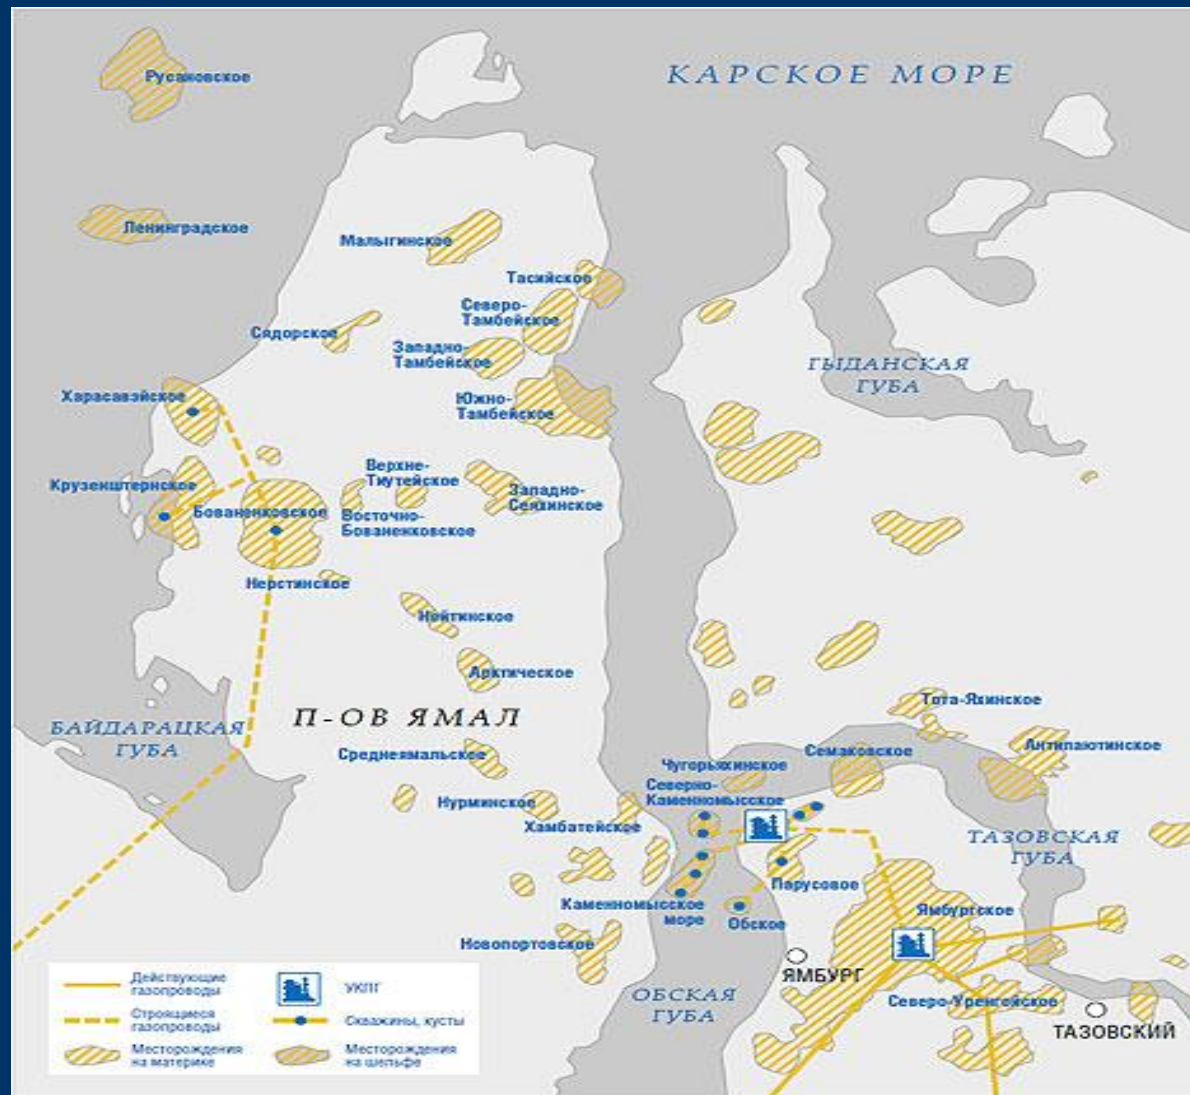 КАРСКОЕ МОРЕ
Русановское
Ленинградское
Малыгинское
Тасийское
Северо-
Тамбейское
Сядорское
Западно-
Тамбейское
ГЫДАНСКАЯ
ГУБА
Харасавэйское
Южно-
Тамбейское
Крузенштернское
Верхне-
Тиутейское
Западно-
Сеяхинское
Бованенковское
Восточно-
Бованенковское
Нерстинское
Нейтинское
Арктическое
П-ОВ ЯМАЛ
БАЙДАРАЦКАЯ
ГУБА
Тота-Яхинское
Антипаютинское
Семаковское
Среднеямальское
Чугорьяхинское
Северно-
Каменномысское
Нурминское
Хамбатейское
ТАЗОВСКАЯ
ГУБА
Парусовое
Каменномысское
море
Обское
Ямбургское
Новопортовское
ЯМБУРГ
ОБСКАЯ
ГУБА
Северо-Уренгойское
ТАЗОВСКИЙ
Действующие
газопроводы
УКПГ
Строящиеся
газопроводы
Скважины, кусты
Месторождения
на материке
Месторождения
на шельфе